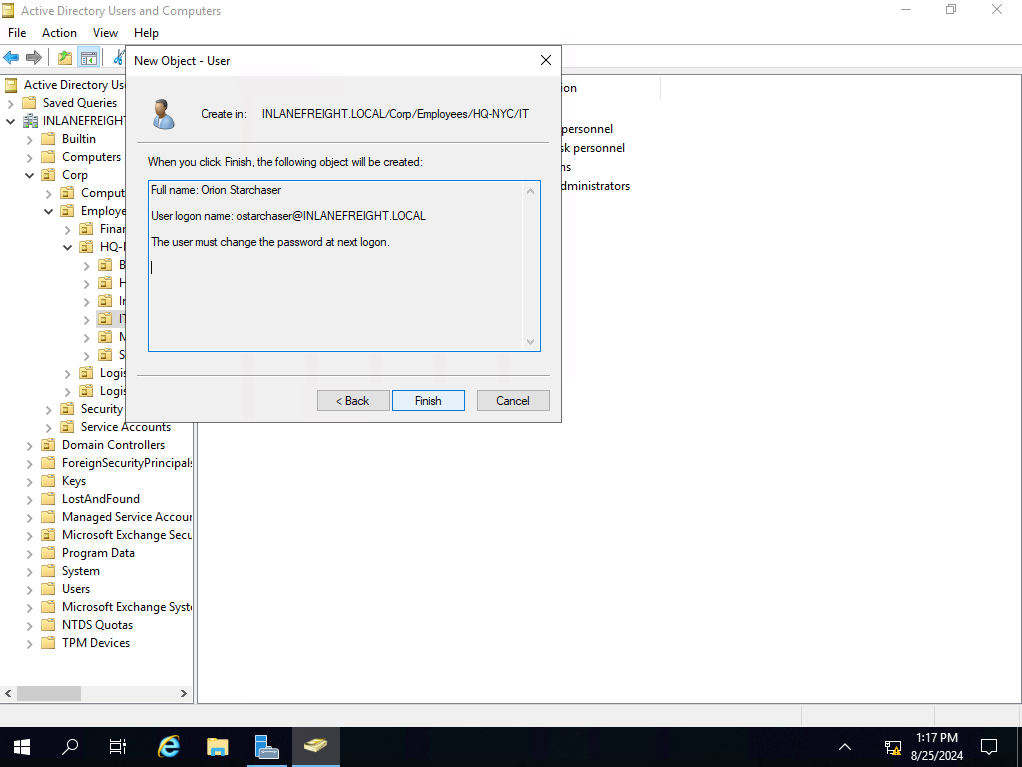 Active Directory Users and Computers
File Action View Help
New Object - User
Create in: INLANEFREIGHT.LOCAL/Corp/Employees/HQ-NYC/IT
When you click Finish, the following object will be created:
Full name: Orion Starchaser
User logon name: ostarchaser@INLANEFREIGHT.LOCAL
The user must change the password at next logon.
< Back
Finish
Cancel
ion
personnel
sk personnel
ns
dministrators
Active Directory Us
Saved Queries
INLANEFREIGHT
Builtin
Computers
Corp
Comput
Employe
Finar
HQ-N
B
H
In
IT
M
S
Logis
Logis
Security
Service Accounts
Domain Controllers
ForeignSecurityPrincipals
Keys
LostAndFound
Managed Service Accour
Microsoft Exchange Secu
Program Data
System
Users
Microsoft Exchange Syste
NTDS Quotas
TPM Devices
1:17 PM
8/25/2024